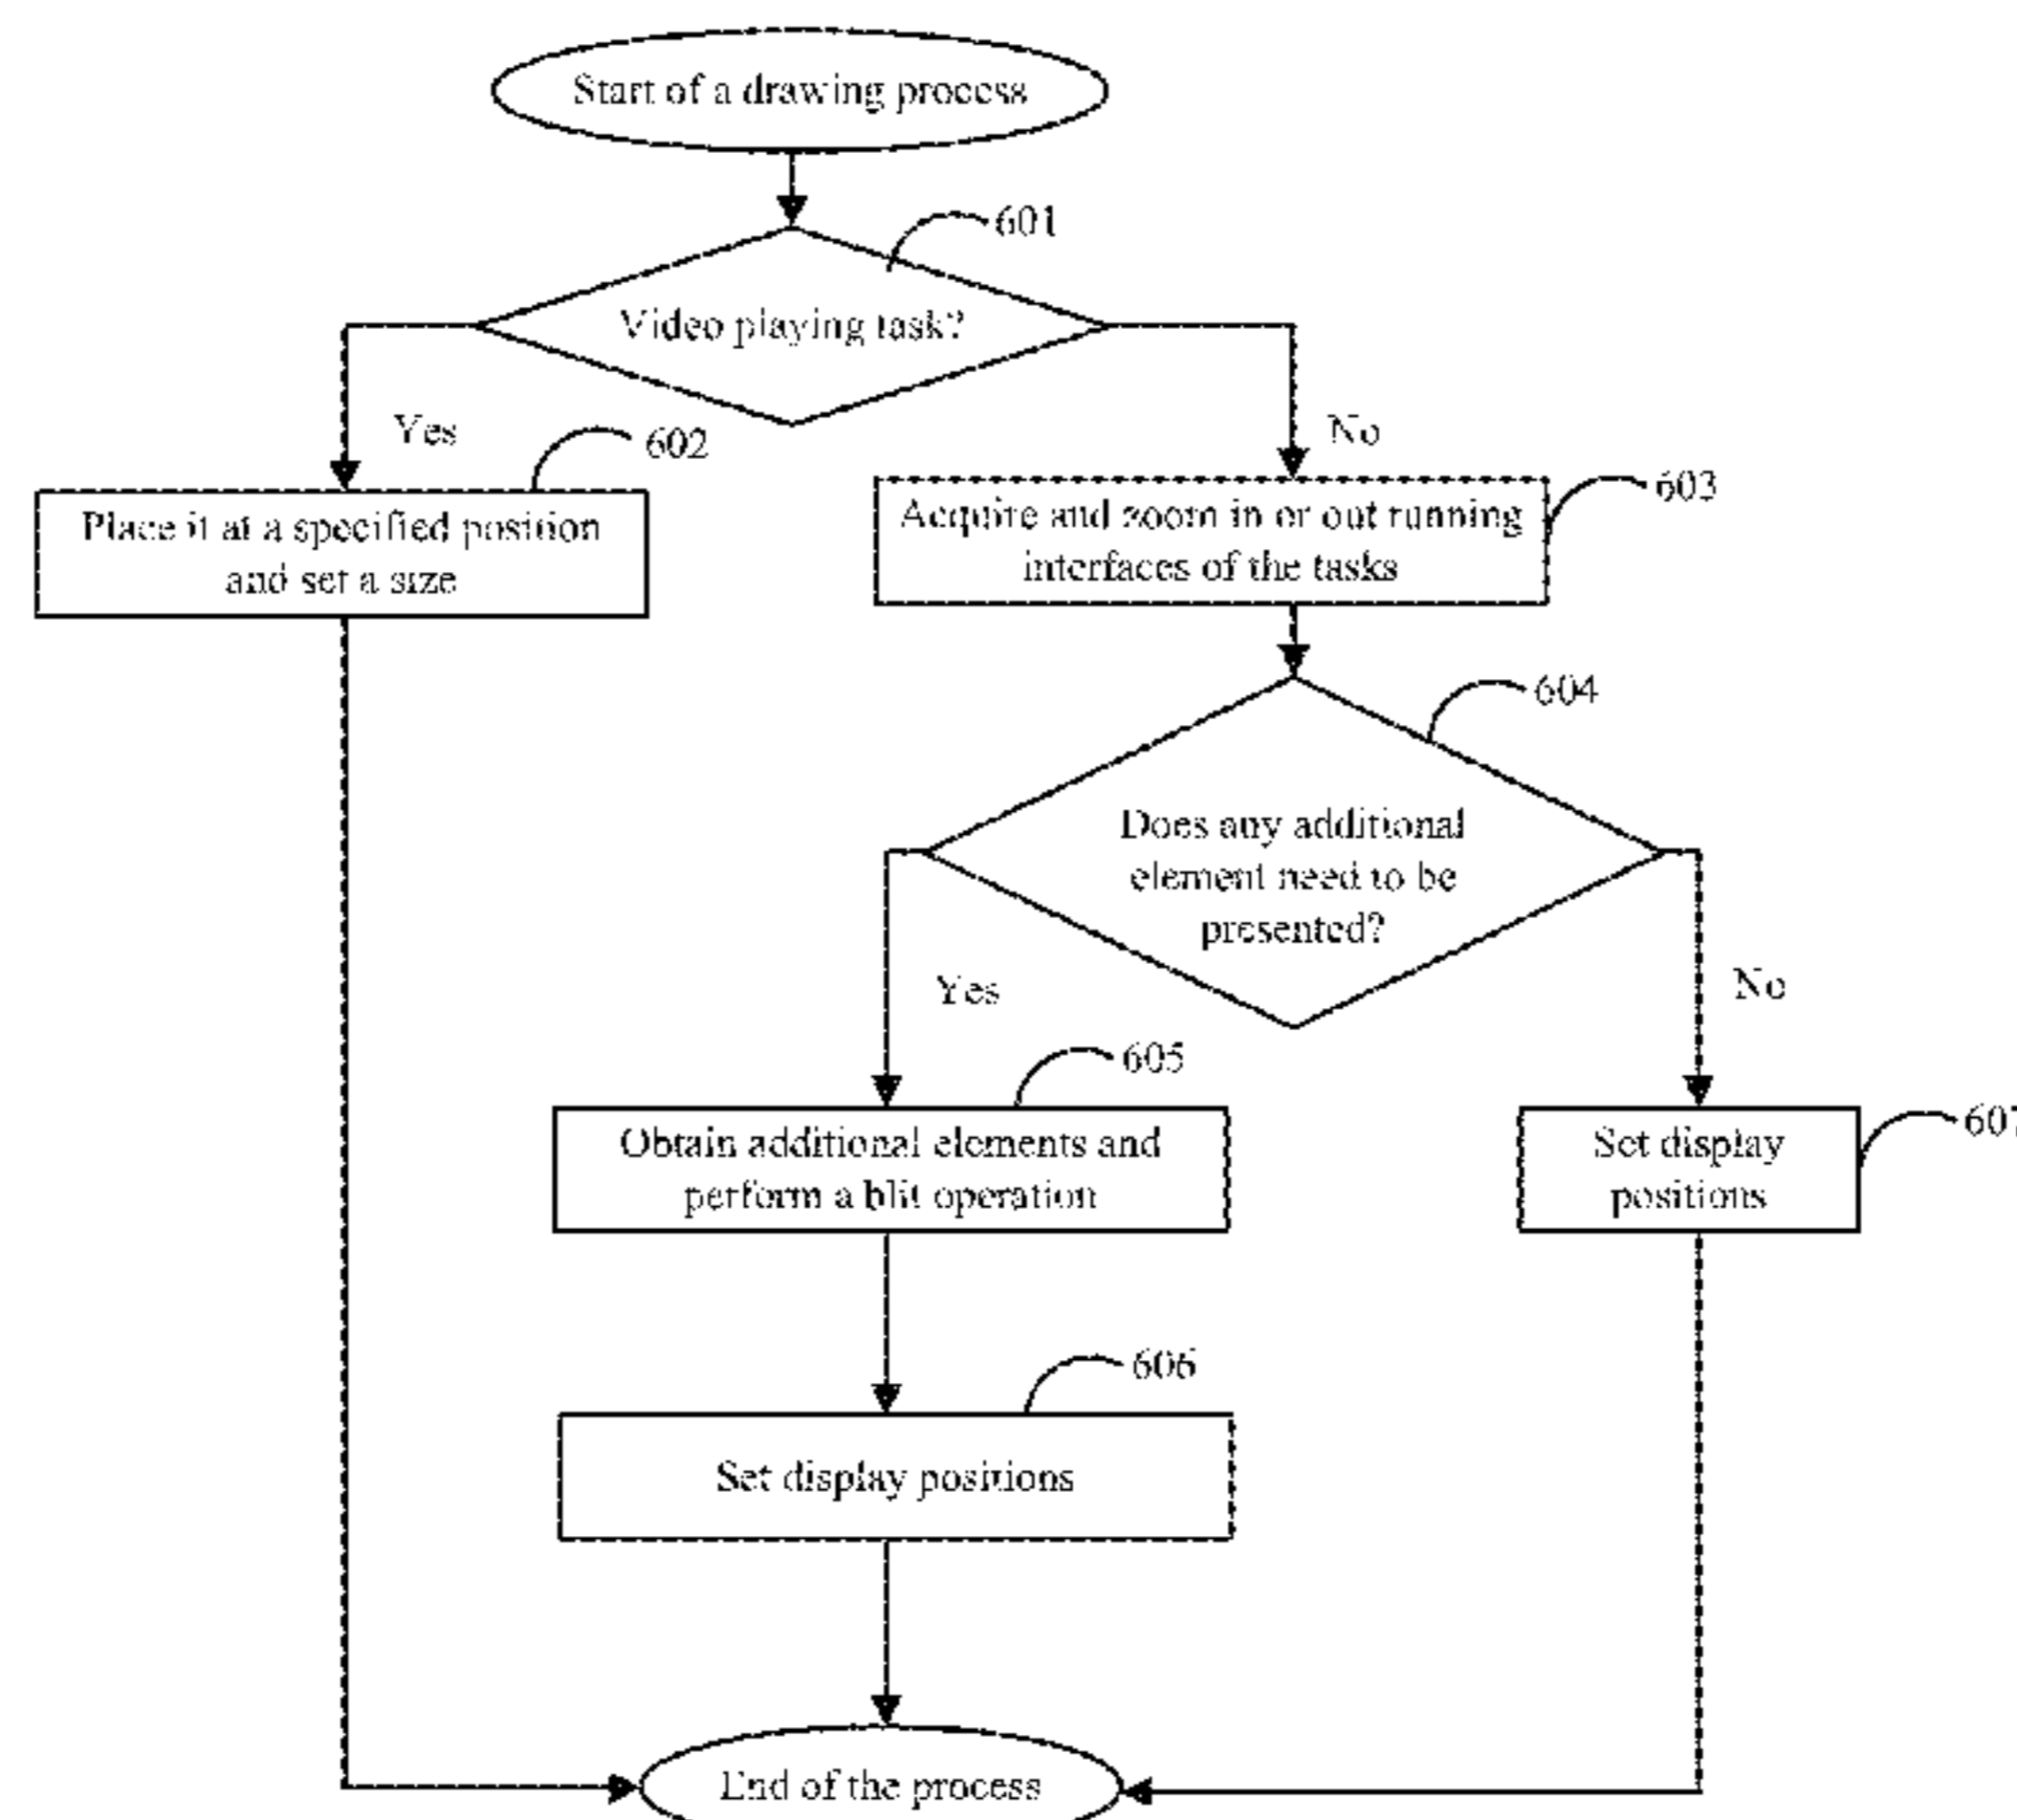 Start of a drawing process
601
Video playing task?
Yes
602
No
603
Place it at a specified position
and set a size
Acquire and zoom in or out running
interfaces of the tasks
604
Does any additional
element need to be
presented?
Yes
No
605
607
Obtain additional elements and
perform a blit operation
Set display
positions
606
Set display positions
End of the process